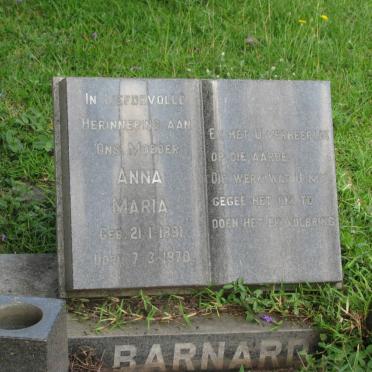 In liefdevolle
Herinnering aan
Ons Moeder
Anna
Maria
Geb. 21·1·1891
Oorl. 7·3·1970
Ek het U verheerlik
op die aarde
Die werk wat U my
gegee het om te
doen het ek volbring
Barnard